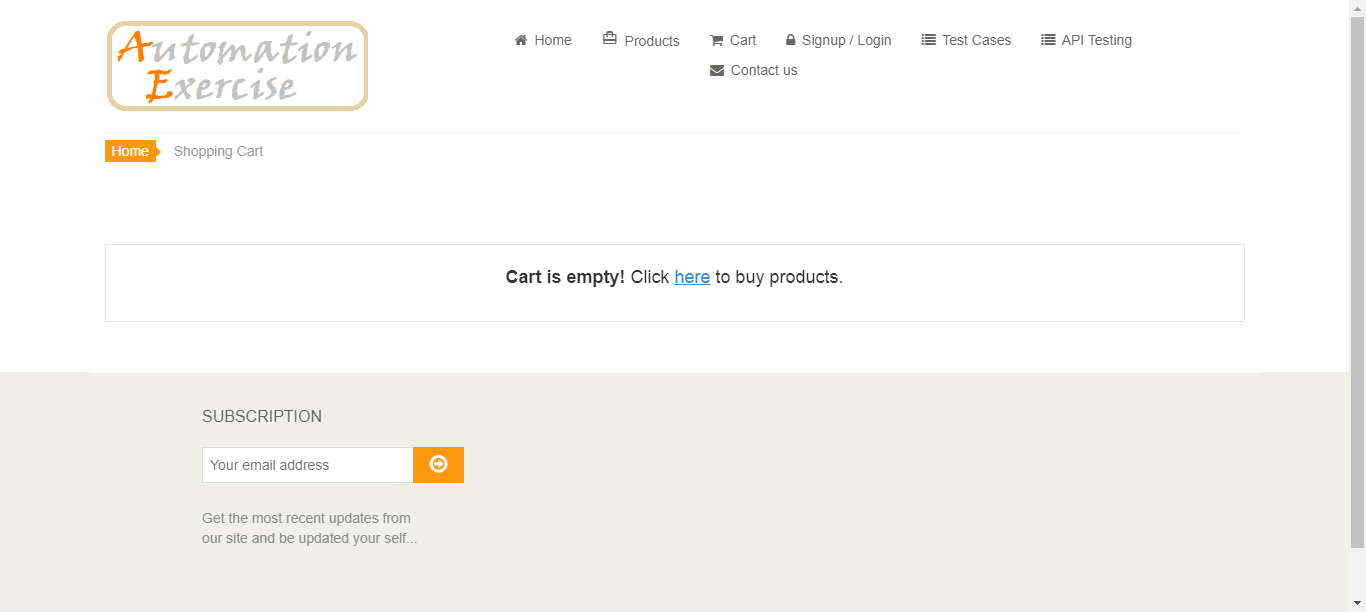 Automation
Exercise
Home
Products
Cart
Signup / Login
Test Cases
API Testing
Contact us
Home
Shopping Cart
Cart is empty! Click here to buy products.
SUBSCRIPTION
Your email address
Get the most recent updates from
our site and be updated your self...